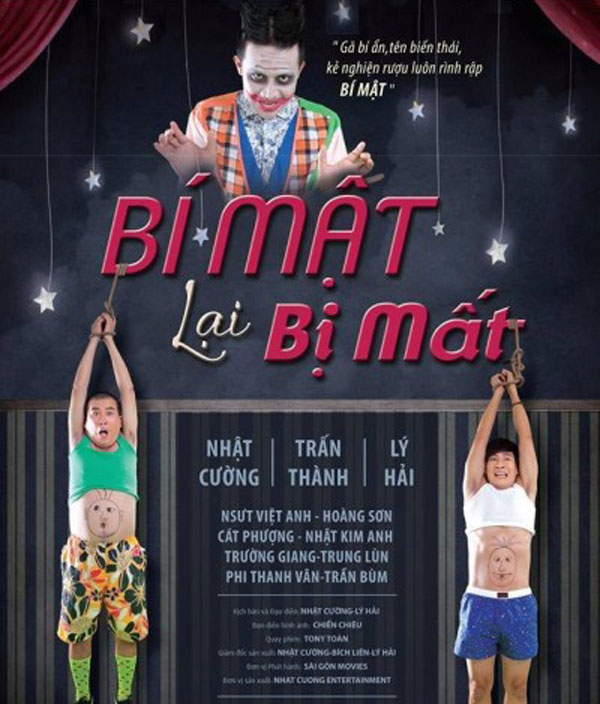 " Gã bí ẩn,tên biến thái,
kẻ nghiện rượu luôn rình rập
BÍ MẬT "
BÍ MẬT
Lại Bị Mất
NHẬT CƯỜNG | TRẤN THÀNH | LÝ HẢI
NSƯT VIỆT ANH - HOÀNG SƠN
CÁT PHƯỢNG - NHẬT KIM ANH
TRƯỜNG GIANG-TRUNG LÙN
PHI THANH VÂN-TRẦN BÙM
Kịch bản và Đạo diễn: NHẬT CƯỜNG-LÝ HẢI
Đạo diễn hình ảnh: CHIẾN CHIỆU
Quay phim: TONY TOÀN
Giám đốc sản xuất: NHẬT CƯỜNG-BÍCH LIÊN-LÝ HẢI
Đơn vị Phát hành: SÀI GÒN MOVIES
Đơn vị sản xuất: NHAT CUONG ENTERTAINMENT